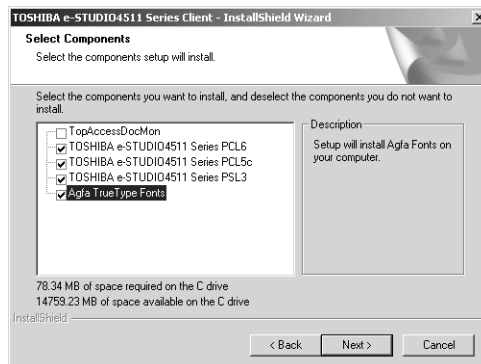 TOSHIBA e-STUDIO4511 Series Client - InstallShield Wizard
Select Components
Select the components setup will install.
Select the components you want to install, and deselect the components you do not want to
install.
TopAccessDocMon
TOSHIBA e-STUDIO4511 Series PCL6
TOSHIBA e-STUDIO4511 Series PCL5c
TOSHIBA e-STUDIO4511 Series PSL3
Agfa TrueType Fonts
Description
Setup will install Agfa Fonts on
your computer.
78.34 MB of space required on the C drive
14759.23 MB of space available on the C drive
InstallShield
< Back
Next >
Cancel